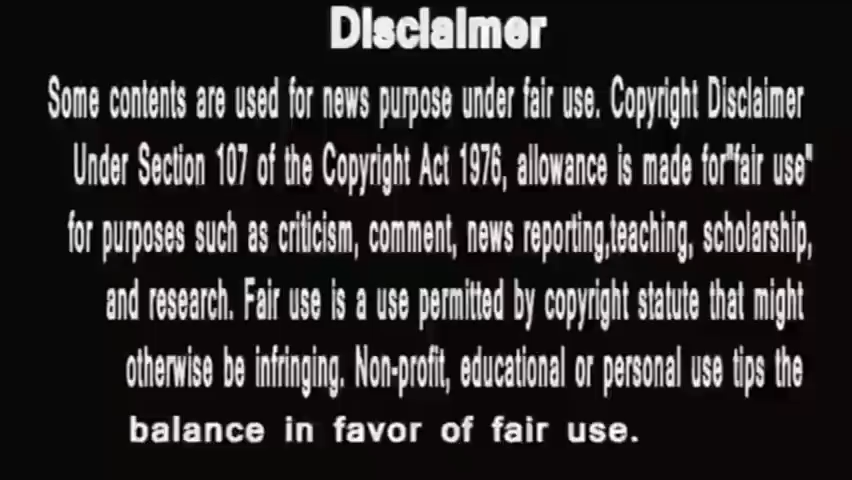 Disclaimer
Some contents are used for news purpose under fair use. Copyright Disclaimer
Under Section 107 of the Copyright Act 1976, allowance is made for"fair use"
for purposes such as criticism, comment, news reporting,teaching, scholarship,
and research. Fair use is a use permitted by copyright statute that might
otherwise be infringing. Non-profit, educational or personal use tips the
balance in favor of fair use.